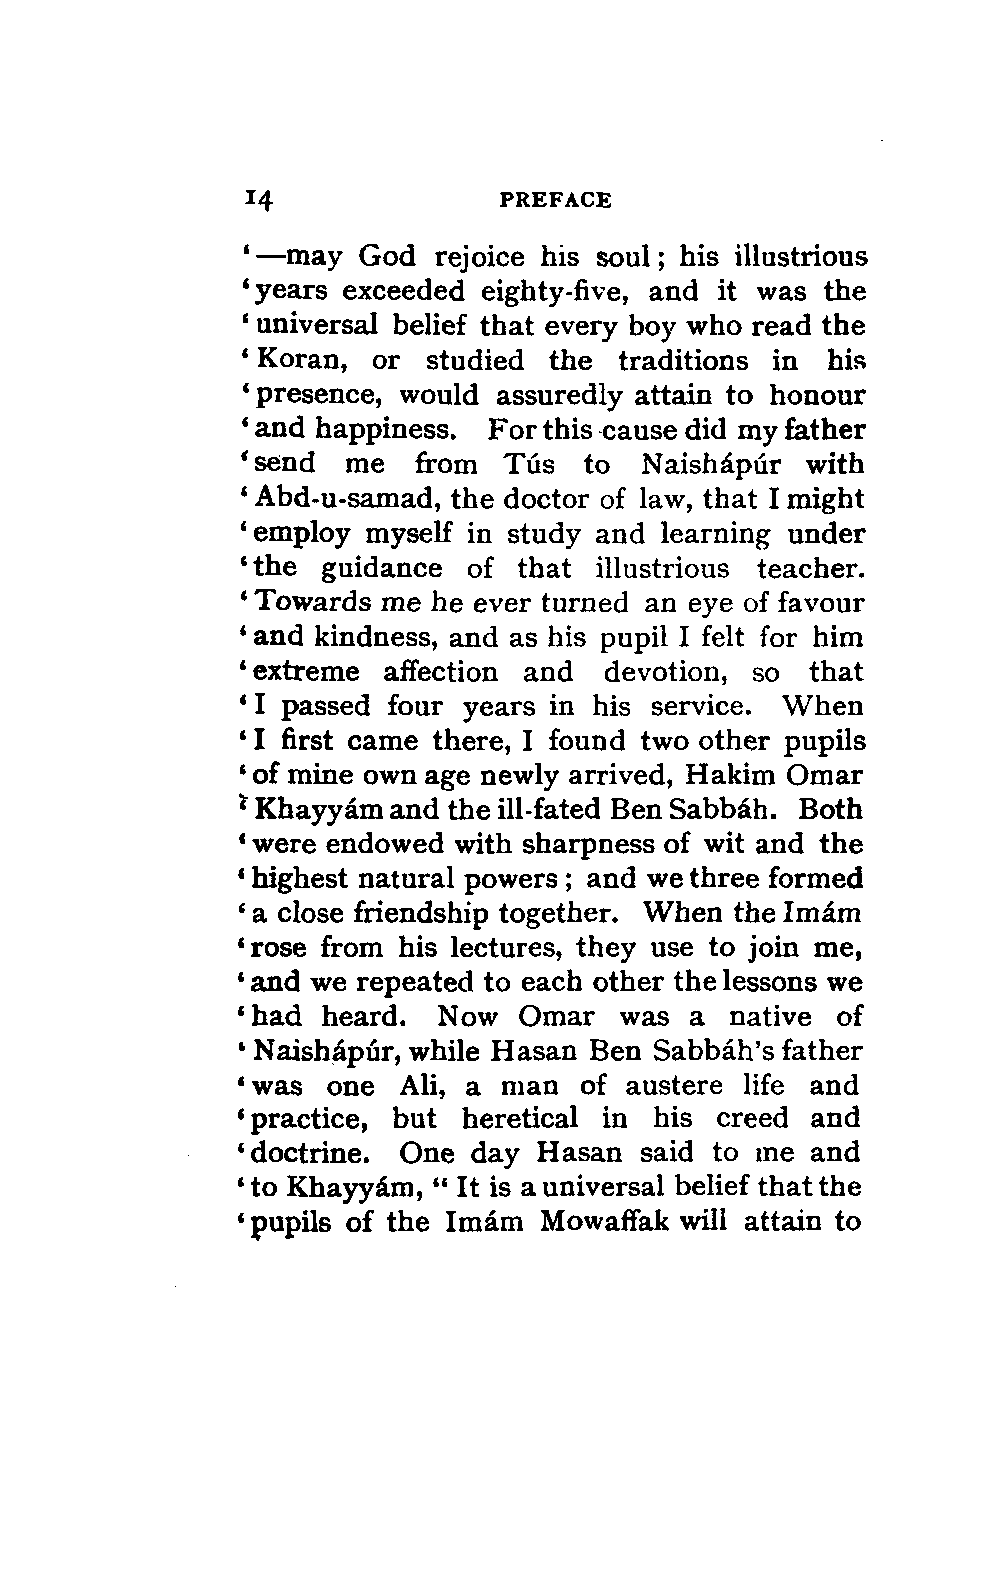 14 PREFACE
‘—may God rejoice his soul; his illustrious
‘years exceeded eighty-five, and it was the
‘universal belief that every boy who read the
‘Koran, or studied the traditions in his
‘presence, would assuredly attain to honour
‘and happiness. For this cause did my father
‘send me from Tús to Naishápúr with
‘Abd-u-samad, the doctor of law, that I might
‘employ myself in study and learning under
‘the guidance of that illustrious teacher.
‘Towards me he ever turned an eye of favour
‘and kindness, and as his pupil I felt for him
‘extreme affection and devotion, so that
‘I passed four years in his service. When
‘I first came there, I found two other pupils
‘of mine own age newly arrived, Hakim Omar
‘Khayyám and the ill-fated Ben Sabbáh. Both
‘were endowed with sharpness of wit and the
‘highest natural powers; and we three formed
‘a close friendship together. When the Imám
‘rose from his lectures, they use to join me,
‘and we repeated to each other the lessons we
‘had heard. Now Omar was a native of
‘Naishápúr, while Hasan Ben Sabbáh’s father
‘was one Ali, a man of austere life and
‘practice, but heretical in his creed and
‘doctrine. One day Hasan said to me and
‘to Khayyám, “It is a universal belief that the
‘pupils of the Imám Mowaffak will attain to